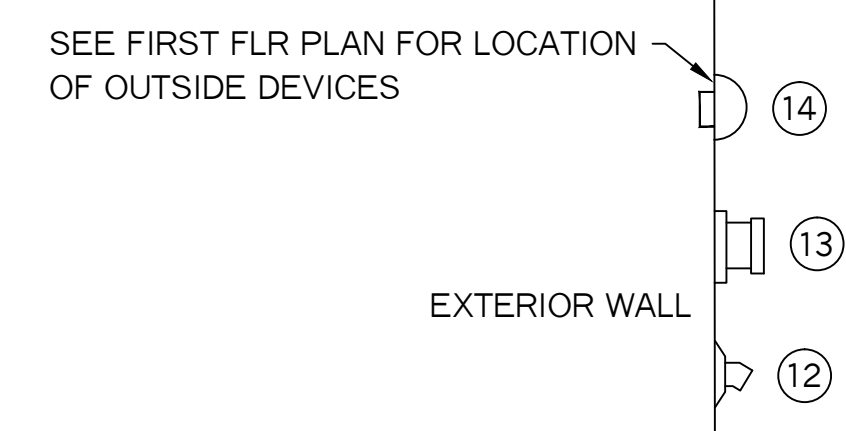 SEE FIRST FLR PLAN FOR LOCATION
OF OUTSIDE DEVICES
14
13
EXTERIOR WALL
12